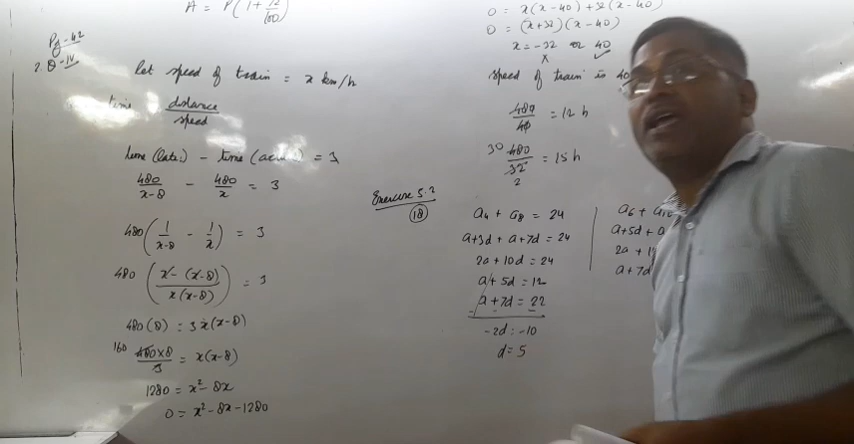 A = P(1 + 12/100)
Pg-42
2. Q-IV
Let speed of train = x km/h
time distance/speed
time (late) - time ( ) = 3
480/(x-8) - 480/x = 3
480(1/(x-8) - 1/x) = 3
480 (x - (x-8)/x(x-8)) = 3
480(8) = 3x(x-8)
160 480×8/3 = x(x-8)
1280 = x² - 8x
0 = x² - 8x - 1280
0 = x(x-40) + 32(x-40)
0 = (x+32)(x-40)
x = -32 or 40
x ✓
speed of train is 40
480/40 = 12 h
30 480/32 = 15 h
2
Exercise 5.2
18
a₄ + a₈ = 24
a+3d + a+7d = 24
2a + 10d = 24
a + 5d = 12
a + 7d = 22
- - -
-2d = -10
d = 5
a₆ + a₁₀
a+5d + a
2a + 1
a + 7d